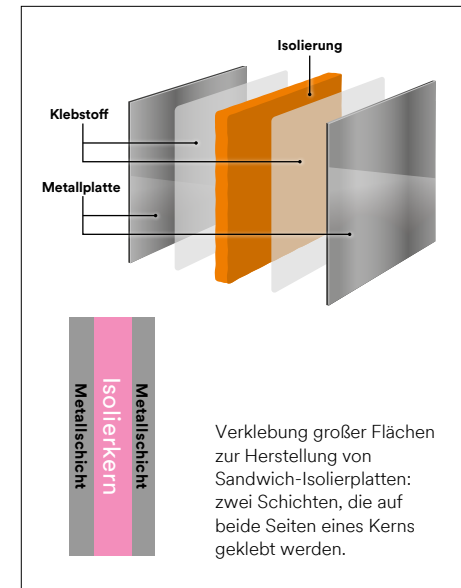 Isolierung
Klebstoff
Metallplatte
Metallschicht
Isolierkern
Metallschicht
Verklebung großer Flächen
zur Herstellung von
Sandwich-Isolierplatten:
zwei Schichten, die auf
beide Seiten eines Kerns
geklebt werden.